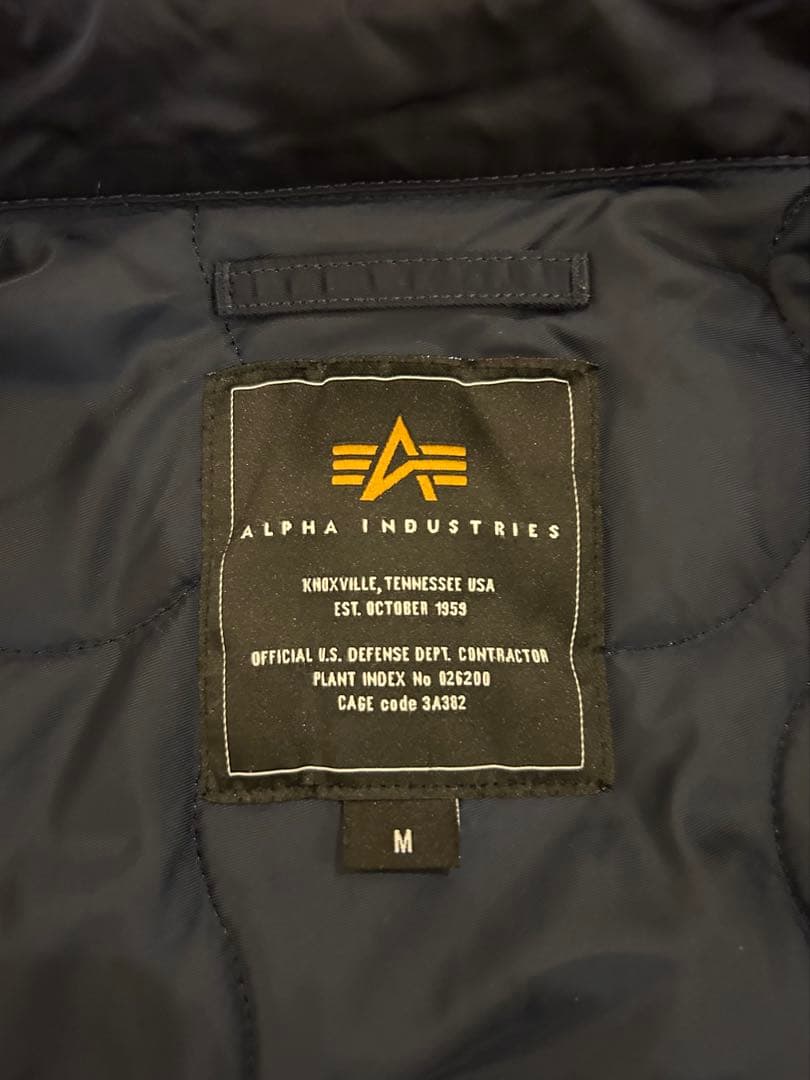 ALPHA INDUSTRIES
KNOXVILLE, TENNESSEE USA
EST. OCTOBER 1959
OFFICIAL U.S. DEFENSE DEPT. CONTRACTOR
PLANT INDEX No 026200
CAGE code 3A382
M